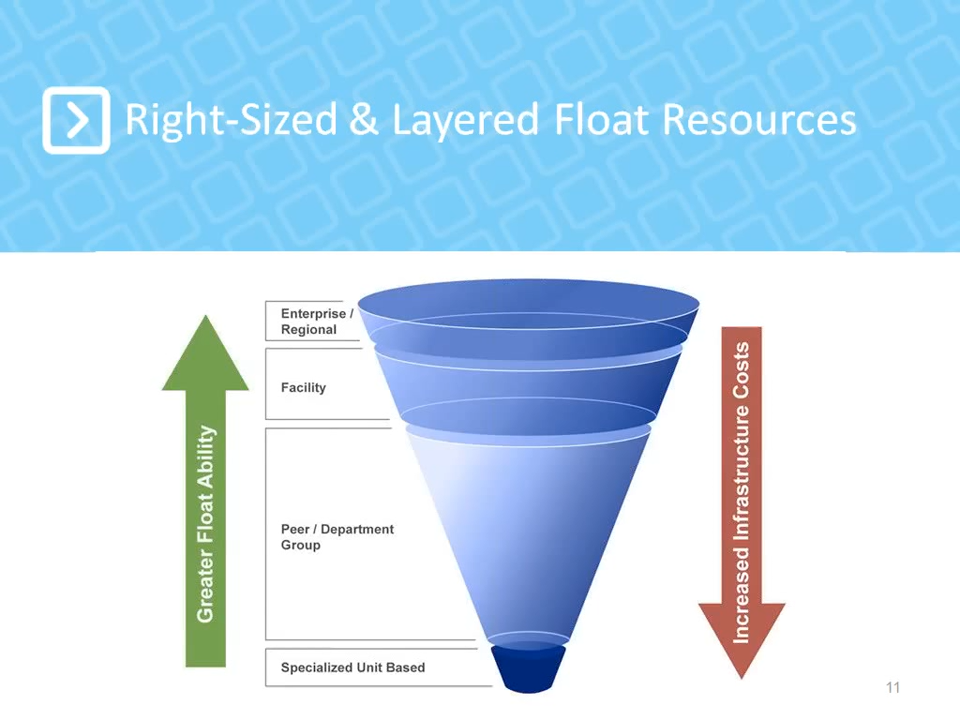 Right-Sized & Layered Float Resources
Enterprise /
Regional
Facility
Peer / Department
Group
Specialized Unit Based
Greater Float Ability
Increased Infrastructure Costs
11